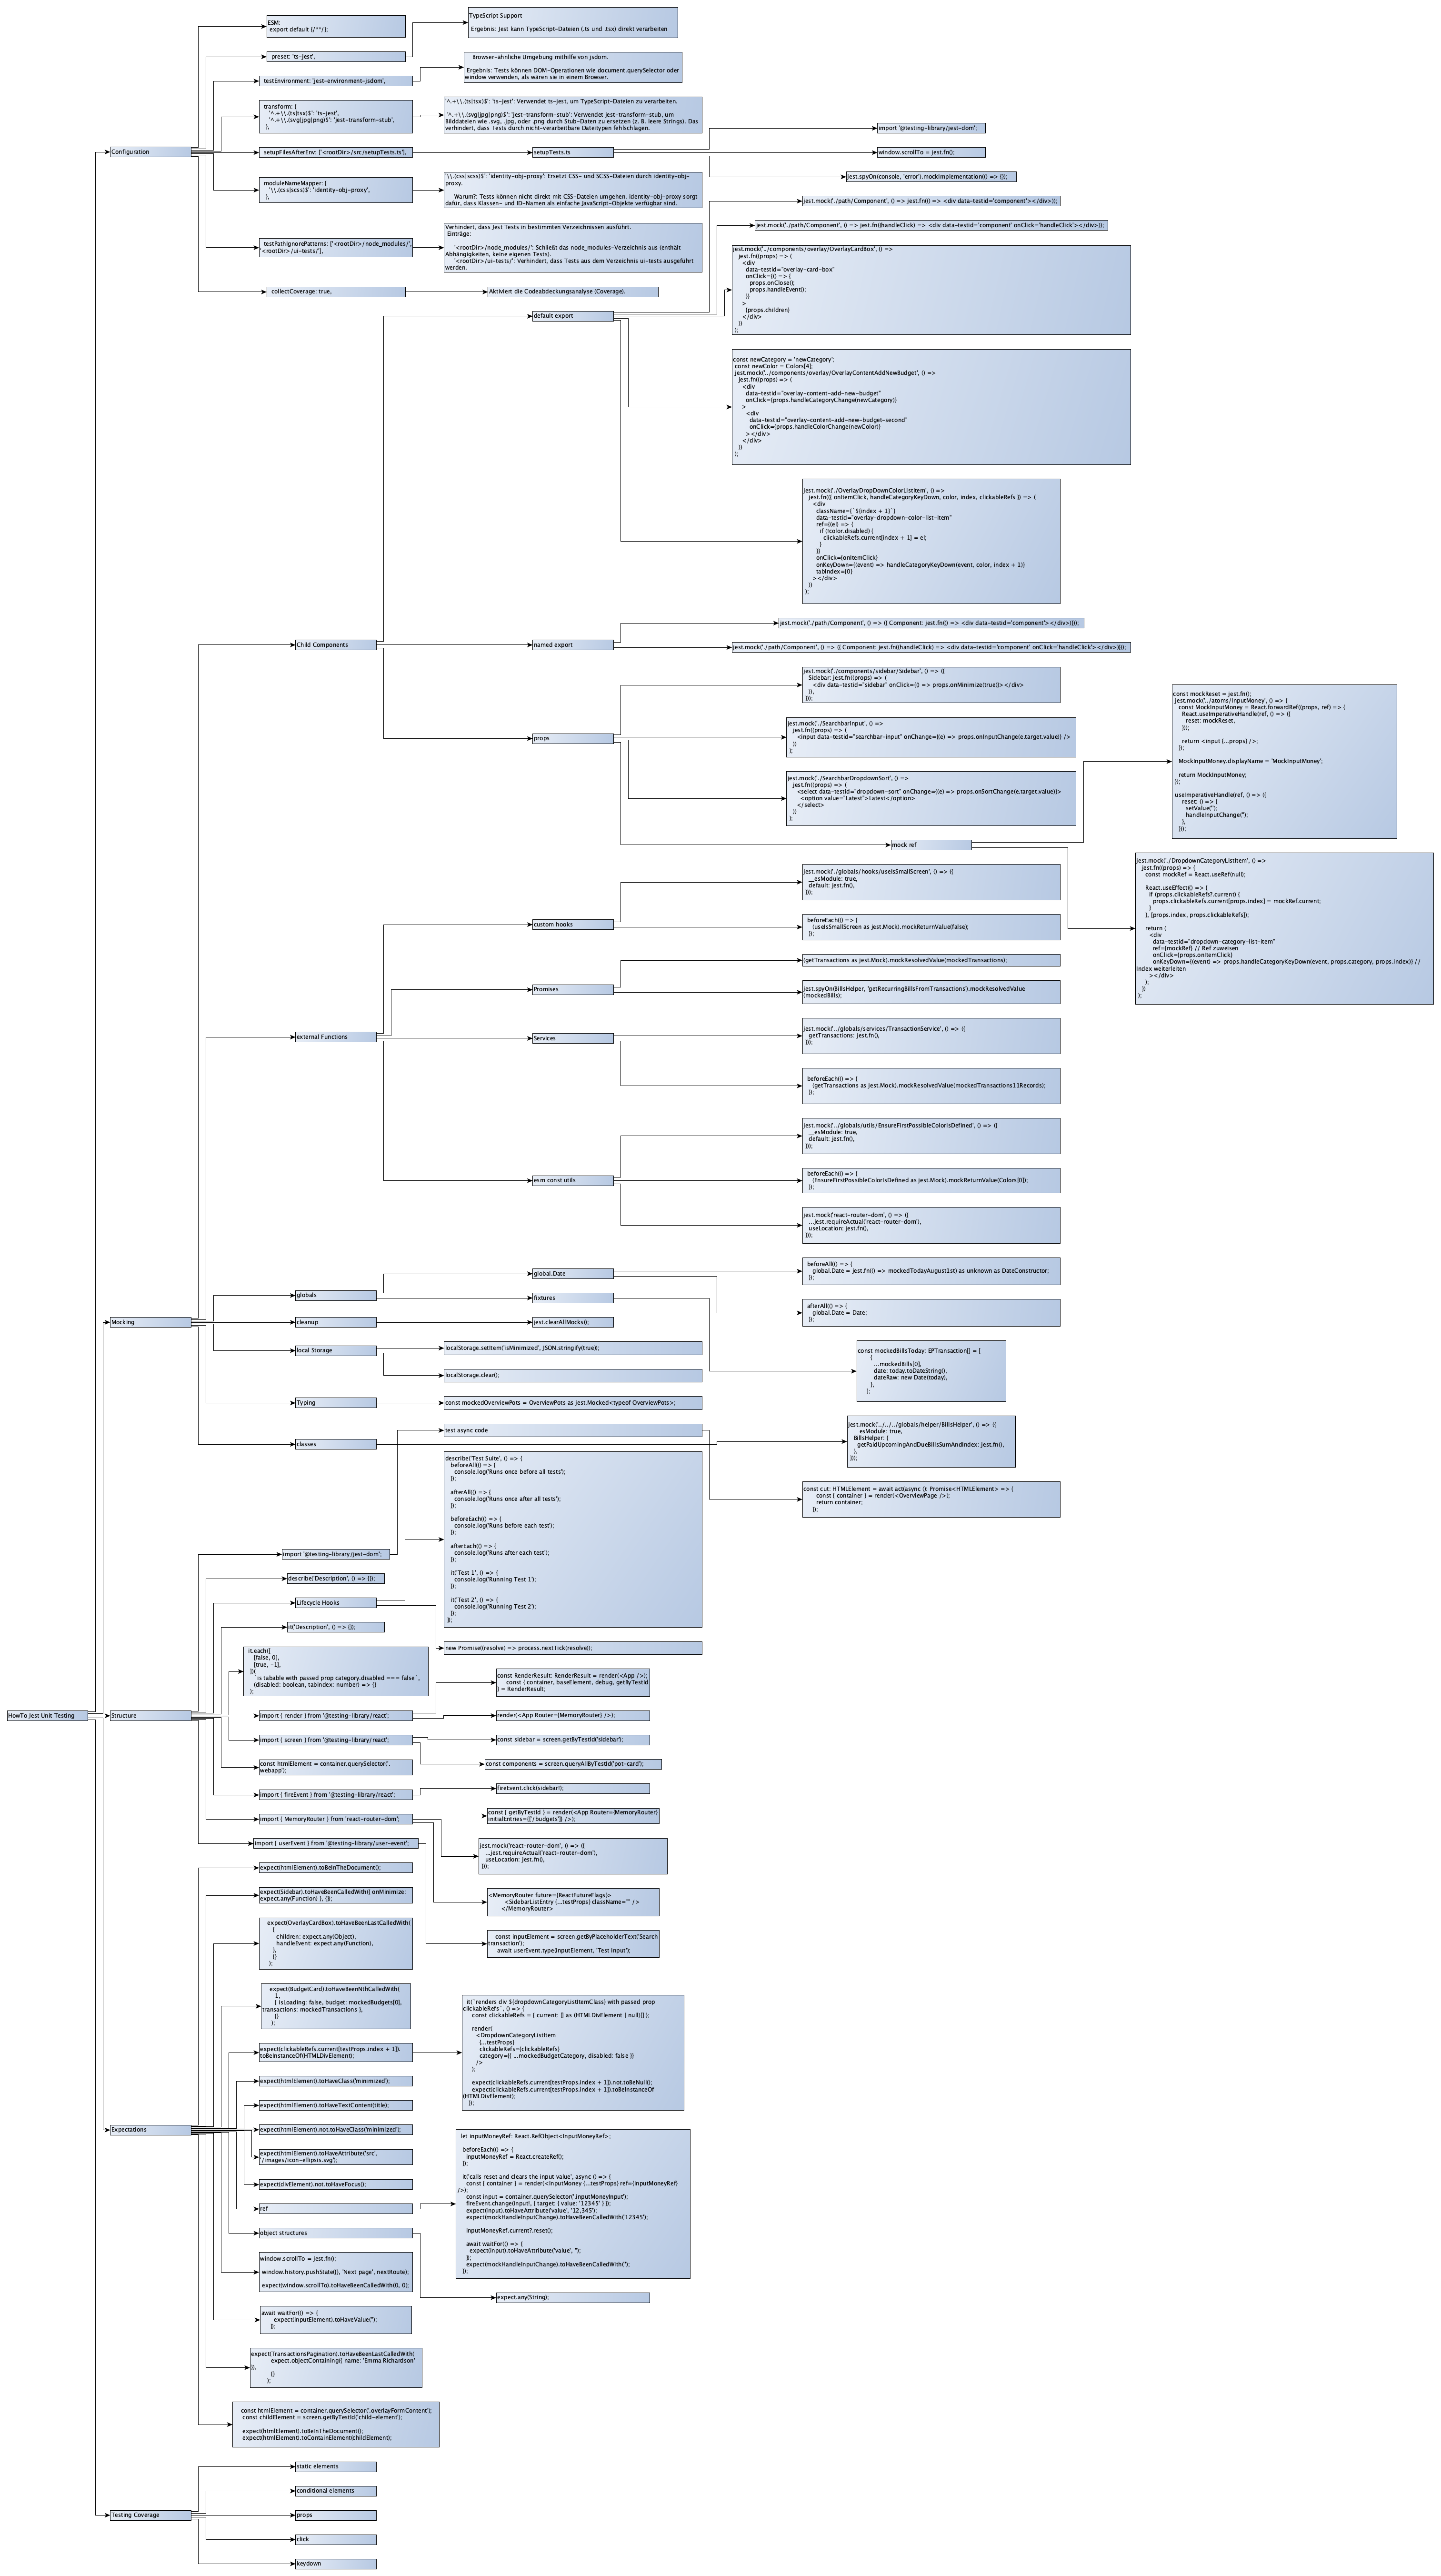 HowTo Jest Unit Testing
Configuration
ESM:
export default {/**/};
preset: 'ts-jest',
TypeScript Support
Ergebnis: Jest kann TypeScript-Dateien (.ts und .tsx) direkt verarbeiten
testEnvironment: 'jest-environment-jsdom',
Browser-ähnliche Umgebung mithilfe von jsdom.
Ergebnis: Tests können DOM-Operationen wie document.querySelector oder
window verwenden, als wären sie in einem Browser.
transform: {
'^.+\\.(ts|tsx)$': 'ts-jest',
'^.+\\.(svg|jpg|png)$': 'jest-transform-stub',
},
'^.+\\.(ts|tsx)$': 'ts-jest': Verwendet ts-jest, um TypeScript-Dateien zu verarbeiten.
'^.+\\.(svg|jpg|png)$': 'jest-transform-stub': Verwendet jest-transform-stub, um
Bilddateien wie .svg, .jpg, oder .png durch Stub-Daten zu ersetzen (z. B. leere Strings). Das
verhindert, dass Tests durch nicht-verarbeitbare Dateitypen fehlschlagen.
setupFilesAfterEnv: ['<rootDir>/src/setupTests.ts'],
setupTests.ts
import '@testing-library/jest-dom';
window.scrollTo = jest.fn();
jest.spyOn(console, 'error').mockImplementation(() => {});
moduleNameMapper: {
'\\.(css|scss)$': 'identity-obj-proxy',
},
'\\.(css|scss)$': 'identity-obj-proxy': Ersetzt CSS- und SCSS-Dateien durch identity-obj-
proxy.
Warum?: Tests können nicht direkt mit CSS-Dateien umgehen. identity-obj-proxy sorgt
dafür, dass Klassen- und ID-Namen als einfache JavaScript-Objekte verfügbar sind.
testPathIgnorePatterns: ['<rootDir>/node_modules/', '
<rootDir>/ui-tests/'],
Verhindert, dass Jest Tests in bestimmten Verzeichnissen ausführt.
Einträge:
'<rootDir>/node_modules/': Schließt das node_modules-Verzeichnis aus (enthält
Abhängigkeiten, keine eigenen Tests).
'<rootDir>/ui-tests/': Verhindert, dass Tests aus dem Verzeichnis ui-tests ausgeführt
werden.
collectCoverage: true,
Aktiviert die Codeabdeckungsanalyse (Coverage).
Mocking
Child Components
default export
jest.mock('./path/Component', () => jest.fn(() => <div data-testid='component'></div>));
jest.mock('./path/Component', () => jest.fn(handleClick) => <div data-testid='component' onClick='handleClick'></div>));
jest.mock('../components/overlay/OverlayCardBox', () =>
jest.fn((props) => (
<div
data-testid="overlay-card-box"
onClick={() => {
props.onClose();
props.handleEvent();
}}
>
{props.children}
</div>
))
);
const newCategory = 'newCategory';
const newColor = Colors[4];
jest.mock('../components/overlay/OverlayContentAddNewBudget', () =>
jest.fn((props) => (
<div
data-testid="overlay-content-add-new-budget"
onClick={props.handleCategoryChange(newCategory)}
>
<div
data-testid="overlay-content-add-new-budget-second"
onClick={props.handleColorChange(newColor)}
></div>
</div>
))
);
jest.mock('./OverlayDropDownColorListItem', () =>
jest.fn(({ onItemClick, handleCategoryKeyDown, color, index, clickableRefs }) => (
<div
className={`${index + 1}`}
data-testid="overlay-dropdown-color-list-item"
ref={(el) => {
if (!color.disabled) {
clickableRefs.current[index + 1] = el;
}
}}
onClick={onItemClick}
onKeyDown={(event) => handleCategoryKeyDown(event, color, index + 1)}
tabIndex={0}
></div>
))
);
named export
jest.mock('./path/Component', () => ({ Component: jest.fn(() => <div data-testid='component'></div>)}));
jest.mock('./path/Component', () => ({ Component: jest.fn((handleClick) => <div data-testid='component' onClick='handleClick'></div>)}));
props
jest.mock('./components/sidebar/Sidebar', () => ({
Sidebar: jest.fn((props) => (
<div data-testid="sidebar" onClick={() => props.onMinimize(true)}></div>
)),
}));
jest.mock('./SearchbarInput', () =>
jest.fn((props) => (
<input data-testid="searchbar-input" onChange={(e) => props.onInputChange(e.target.value)} />
))
);
jest.mock('./SearchbarDropdownSort', () =>
jest.fn((props) => (
<select data-testid="dropdown-sort" onChange={(e) => props.onSortChange(e.target.value)}>
<option value="Latest">Latest</option>
</select>
))
);
mock ref
const mockReset = jest.fn();
jest.mock('../atoms/InputMoney', () => {
const MockInputMoney = React.forwardRef((props, ref) => {
React.useImperativeHandle(ref, () => ({
reset: mockReset,
}));
return <input {...props} />;
});
MockInputMoney.displayName = 'MockInputMoney';
return MockInputMoney;
});
useImperativeHandle(ref, () => ({
reset: () => {
setValue('');
handleInputChange('');
},
}));
jest.mock('./DropdownCategoryListItem', () =>
jest.fn((props) => {
const mockRef = React.useRef(null);
React.useEffect(() => {
if (props.clickableRefs?.current) {
props.clickableRefs.current[props.index] = mockRef.current;
}
}, [props.index, props.clickableRefs]);
return (
<div
data-testid="dropdown-category-list-item"
ref={mockRef} // Ref zuweisen
onClick={props.onItemClick}
onKeyDown={(event) => props.handleCategoryKeyDown(event, props.category, props.index)} //
Index weiterleiten
></div>
);
})
);
external Functions
custom hooks
jest.mock('./globals/hooks/useIsSmallScreen', () => ({
__esModule: true,
default: jest.fn(),
}));
beforeEach(() => {
(useIsSmallScreen as jest.Mock).mockReturnValue(false);
});
Promises
(getTransactions as jest.Mock).mockResolvedValue(mockedTransactions);
jest.spyOn(BillsHelper, 'getRecurringBillsFromTransactions').mockResolvedValue
(mockedBills);
Services
jest.mock('../globals/services/TransactionService', () => ({
getTransactions: jest.fn(),
}));
beforeEach(() => {
(getTransactions as jest.Mock).mockResolvedValue(mockedTransactions11Records);
});
esm const utils
jest.mock('../globals/utils/EnsureFirstPossibleColorIsDefined', () => ({
__esModule: true,
default: jest.fn(),
}));
beforeEach(() => {
(EnsureFirstPossibleColorIsDefined as jest.Mock).mockReturnValue(Colors[0]);
});
jest.mock('react-router-dom', () => ({
...jest.requireActual('react-router-dom'),
useLocation: jest.fn(),
}));
globals
global.Date
beforeAll(() => {
global.Date = jest.fn(() => mockedTodayAugust1st) as unknown as DateConstructor;
});
afterAll(() => {
global.Date = Date;
});
fixtures
const mockedBillsToday: EPTransaction[] = [
{
...mockedBills[0],
date: today.toDateString(),
dateRaw: new Date(today),
},
];
cleanup
jest.clearAllMocks();
local Storage
localStorage.setItem('isMinimized', JSON.stringify(true));
localStorage.clear();
Typing
const mockedOverviewPots = OverviewPots as jest.Mocked<typeof OverviewPots>;
classes
jest.mock('../../../globals/helper/BillsHelper', () => ({
__esModule: true,
BillsHelper: {
getPaidUpcomingAndDueBillsSumAndIndex: jest.fn(),
},
}));
Structure
import '@testing-library/jest-dom';
test async code
const cut: HTMLElement = await act(async (): Promise<HTMLElement> => {
const { container } = render(<OverviewPage />);
return container;
});
describe('Description', () => {});
Lifecycle Hooks
describe('Test Suite', () => {
beforeAll(() => {
console.log('Runs once before all tests');
});
afterAll(() => {
console.log('Runs once after all tests');
});
beforeEach(() => {
console.log('Runs before each test');
});
afterEach(() => {
console.log('Runs after each test');
});
it('Test 1', () => {
console.log('Running Test 1');
});
it('Test 2', () => {
console.log('Running Test 2');
});
});
new Promise((resolve) => process.nextTick(resolve));
it('Description', () => {});
it.each([
[false, 0],
[true, -1],
])(
`is tabable with passed prop category.disabled === false`,
(disabled: boolean, tabindex: number) => {}
);
import { render } from '@testing-library/react';
const RenderResult: RenderResult = render(<App />);
const { container, baseElement, debug, getByTestId
} = RenderResult;
render(<App Router={MemoryRouter} />);
import { screen } from '@testing-library/react';
const sidebar = screen.getByTestId('sidebar');
const components = screen.queryAllByTestId('pot-card');
const htmlElement = container.querySelector('.
webapp');
import { fireEvent } from '@testing-library/react';
fireEvent.click(sidebar!);
import { MemoryRouter } from 'react-router-dom';
const { getByTestId } = render(<App Router={MemoryRouter}
initialEntries={['/budgets']} />);
jest.mock('react-router-dom', () => ({
...jest.requireActual('react-router-dom'),
useLocation: jest.fn(),
}));
<MemoryRouter future={ReactFutureFlags}>
<SidebarListEntry {...testProps} className="" />
</MemoryRouter>
import { userEvent } from '@testing-library/user-event';
const inputElement = screen.getByPlaceholderText('Search
transaction');
await userEvent.type(inputElement, 'Test input');
Expectations
expect(htmlElement).toBeInTheDocument();
expect(Sidebar).toHaveBeenCalledWith({ onMinimize:
expect.any(Function) }, {});
expect(OverlayCardBox).toHaveBeenLastCalledWith(
{
children: expect.any(Object),
handleEvent: expect.any(Function),
},
{}
);
expect(BudgetCard).toHaveBeenNthCalledWith(
1,
{ isLoading: false, budget: mockedBudgets[0],
transactions: mockedTransactions },
{}
);
expect(clickableRefs.current[testProps.index + 1]).
toBeInstanceOf(HTMLDivElement);
it(`renders div ${dropdownCategoryListItemClass} with passed prop
clickableRefs`, () => {
const clickableRefs = { current: [] as (HTMLDivElement | null)[] };
render(
<DropdownCategoryListItem
{...testProps}
clickableRefs={clickableRefs}
category={{ ...mockedBudgetCategory, disabled: false }}
/>
);
expect(clickableRefs.current[testProps.index + 1]).not.toBeNull();
expect(clickableRefs.current[testProps.index + 1]).toBeInstanceOf
(HTMLDivElement);
});
expect(htmlElement).toHaveClass('minimized');
expect(htmlElement).toHaveTextContent(title);
expect(htmlElement).not.toHaveClass('minimized');
expect(htmlElement).toHaveAttribute('src',
'/images/icon-ellipsis.svg');
expect(divElement).not.toHaveFocus();
ref
let inputMoneyRef: React.RefObject<InputMoneyRef>;
beforeEach(() => {
inputMoneyRef = React.createRef();
});
it('calls reset and clears the input value', async () => {
const { container } = render(<InputMoney {...testProps} ref={inputMoneyRef}
/>);
const input = container.querySelector('.inputMoneyInput');
fireEvent.change(input!, { target: { value: '12345' } });
expect(input).toHaveAttribute('value', '12,345');
expect(mockHandleInputChange).toHaveBeenCalledWith('12345');
inputMoneyRef.current?.reset();
await waitFor(() => {
expect(input).toHaveAttribute('value', '');
});
expect(mockHandleInputChange).toHaveBeenCalledWith('');
});
object structures
expect.any(String);
window.scrollTo = jest.fn();
window.history.pushState({}, 'Next page', nextRoute);
expect(window.scrollTo).toHaveBeenCalledWith(0, 0);
await waitFor(() => {
expect(inputElement).toHaveValue('');
});
expect(TransactionsPagination).toHaveBeenLastCalledWith(
expect.objectContaining({ name: 'Emma Richardson'
}),
{}
);
const htmlElement = container.querySelector('.overlayFormContent');
const childElement = screen.getByTestId('child-element');
expect(htmlElement).toBeInTheDocument();
expect(htmlElement).toContainElement(childElement);
Testing Coverage
static elements
conditional elements
props
click
keydown